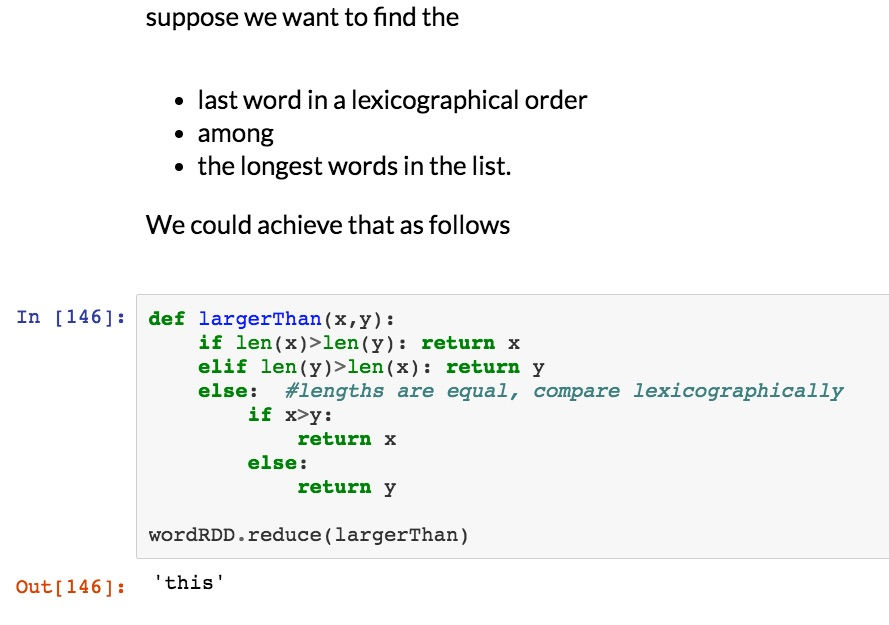 suppose we want to find the
• last word in a lexicographical order
• among
• the longest words in the list.
We could achieve that as follows
In [146]:
def largerThan(x,y):
    if len(x)>len(y): return x
    elif len(y)>len(x): return y
    else:  #lengths are equal, compare lexicographically
        if x>y:
            return x
        else:
            return y
wordRDD.reduce(largerThan)
Out[146]: 'this'